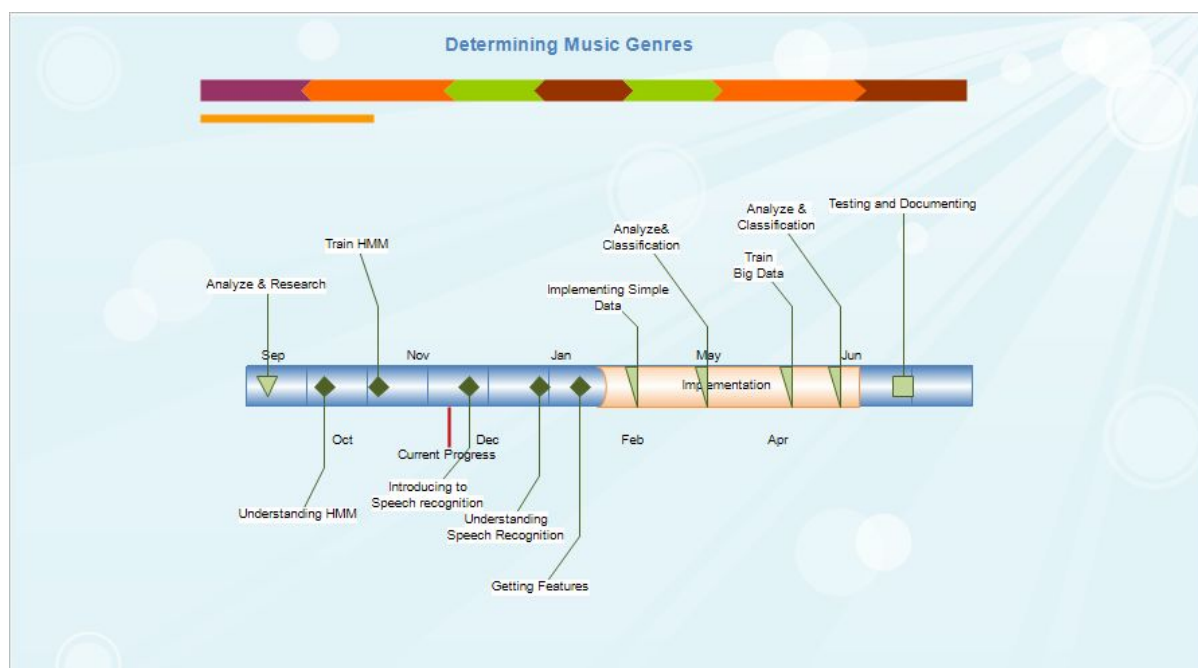 Determining Music Genres
Testing and Documenting
Analyze &
Classification
Analyze&
Classification
Train HMM
Train
Big Data
Analyze & Research
Implementing Simple
Data
Sep
Nov
Jan
May
Jun
Implementation
Oct
Dec
Feb
Apr
Current Progress
Introducing to
Speech recognition
Understanding HMM
Understanding
Speech Recognition
Getting Features